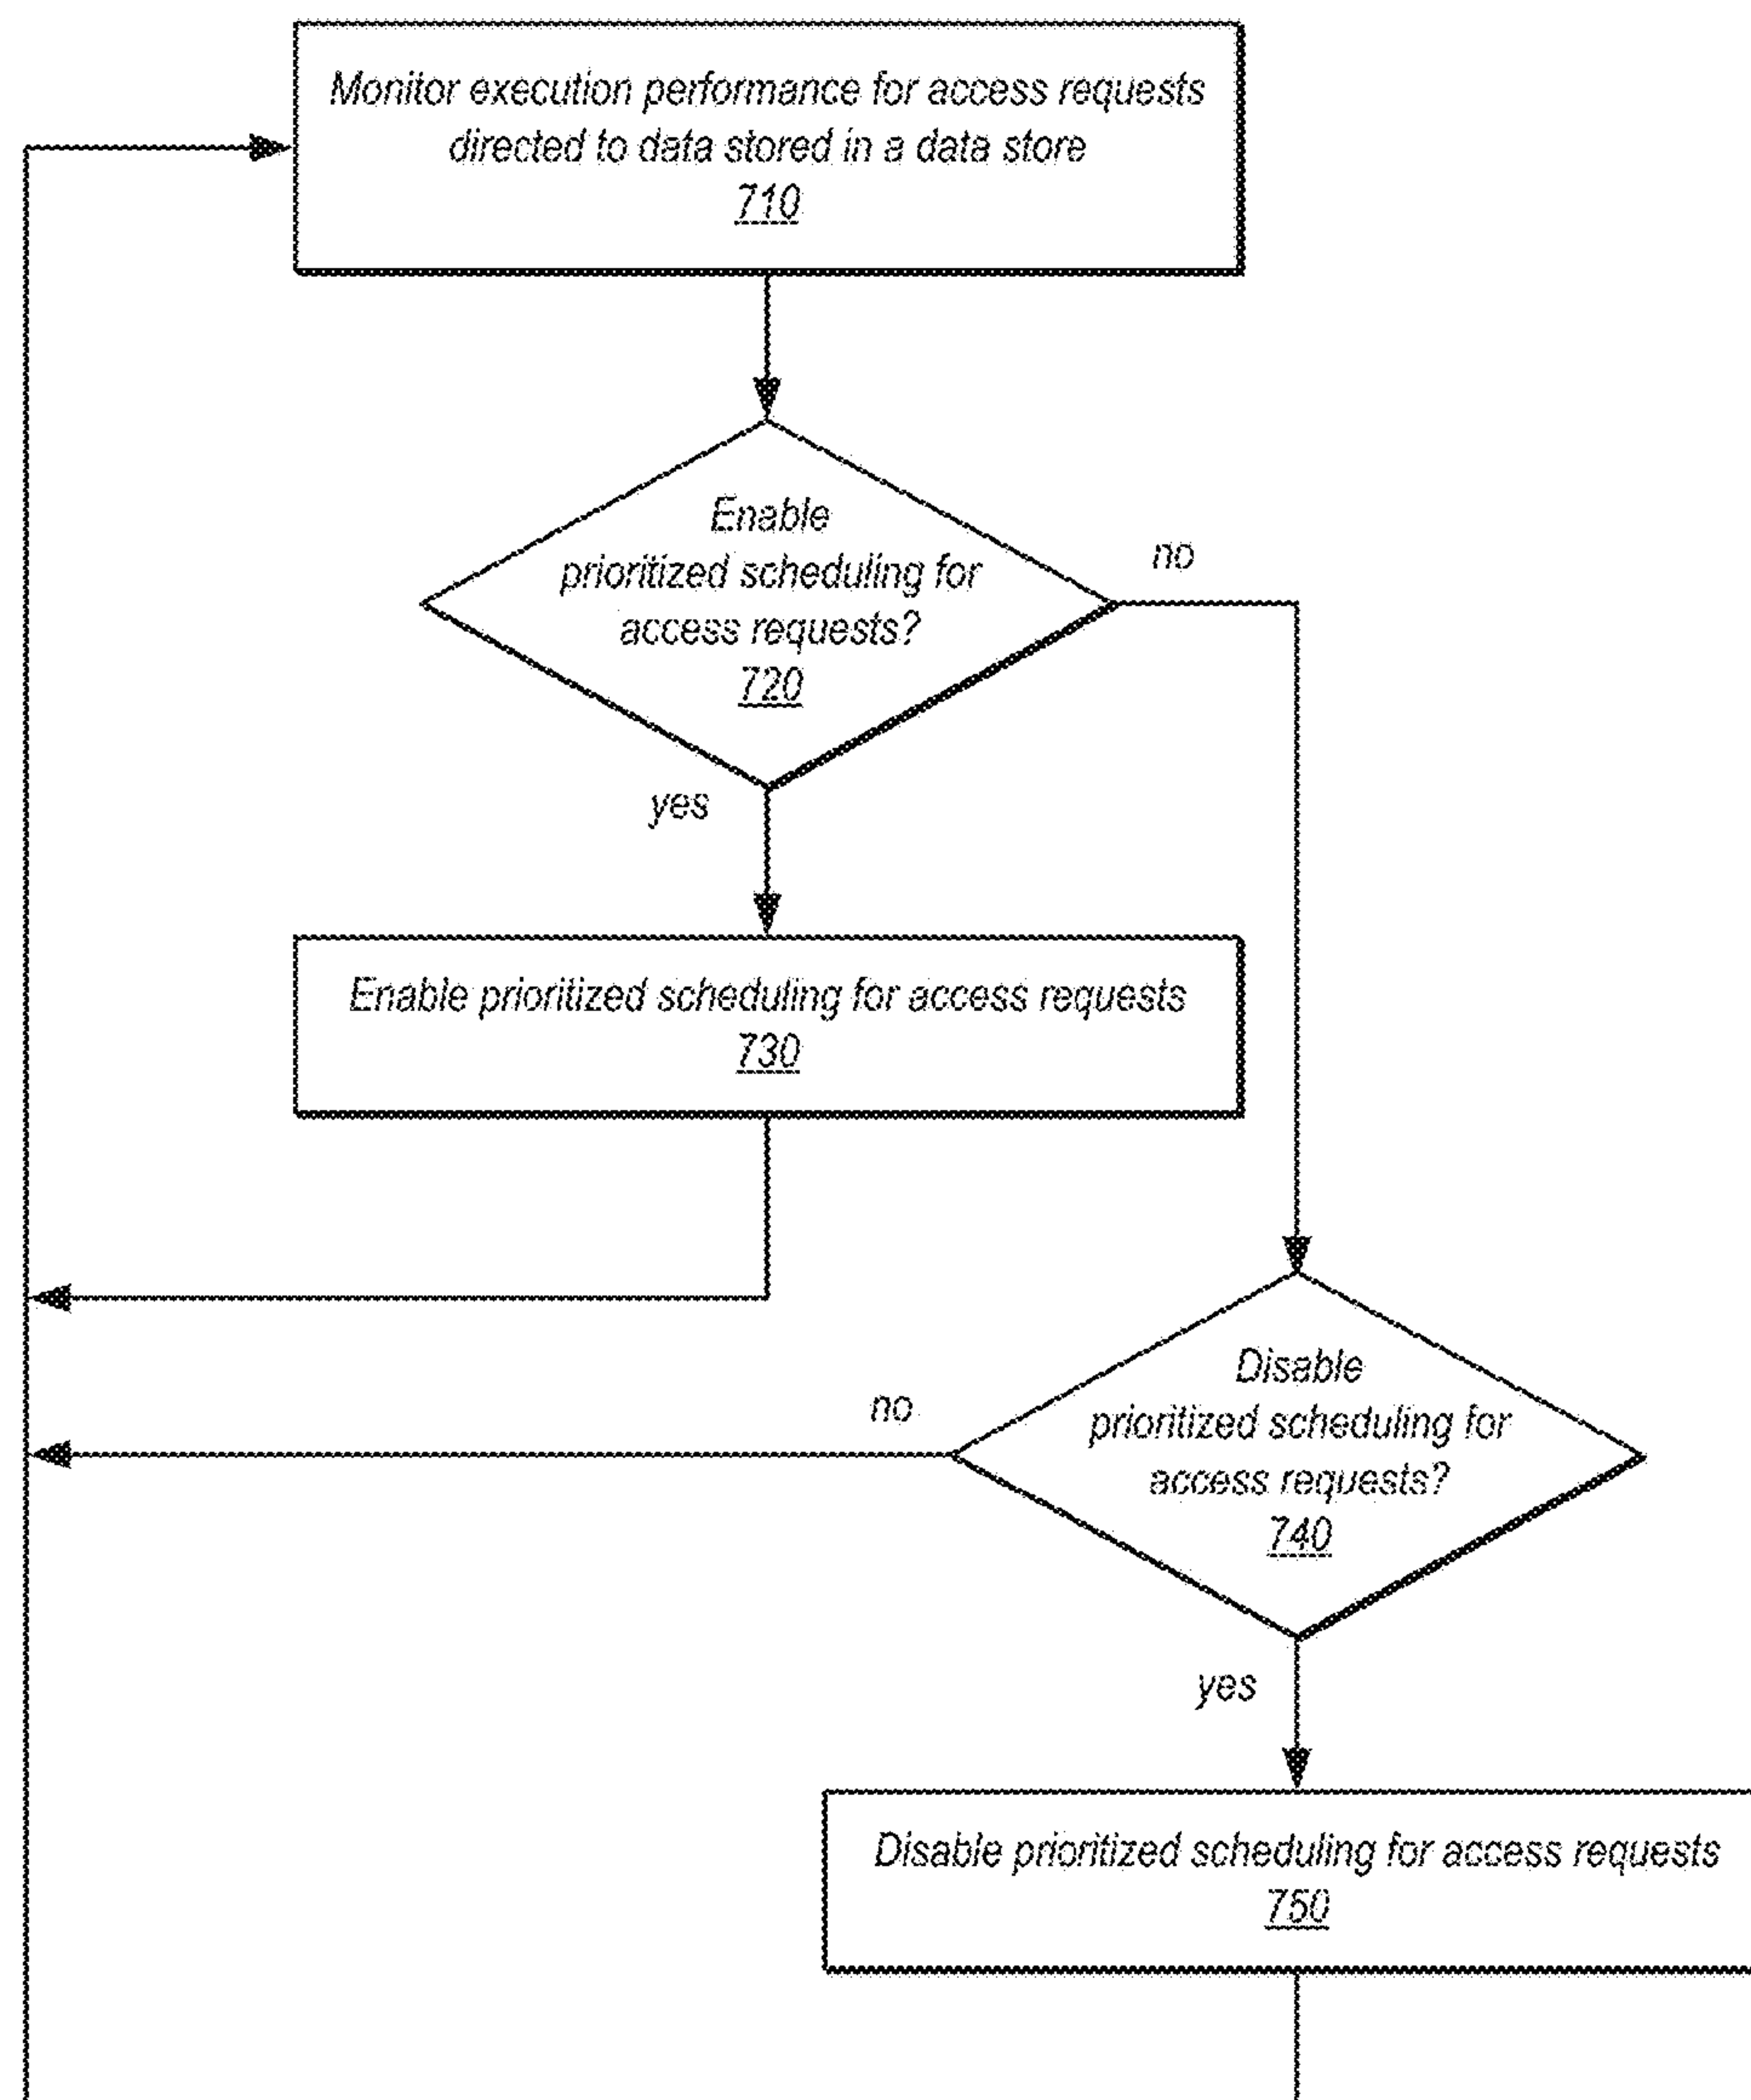 Monitor execution performance for access requests
directed to data stored in a data store
710
Enable
prioritized scheduling for
access requests?
720
no
yes
Enable prioritized scheduling for access requests
730
Disable
prioritized scheduling for
access requests?
740
no
yes
Disable prioritized scheduling for access requests
750